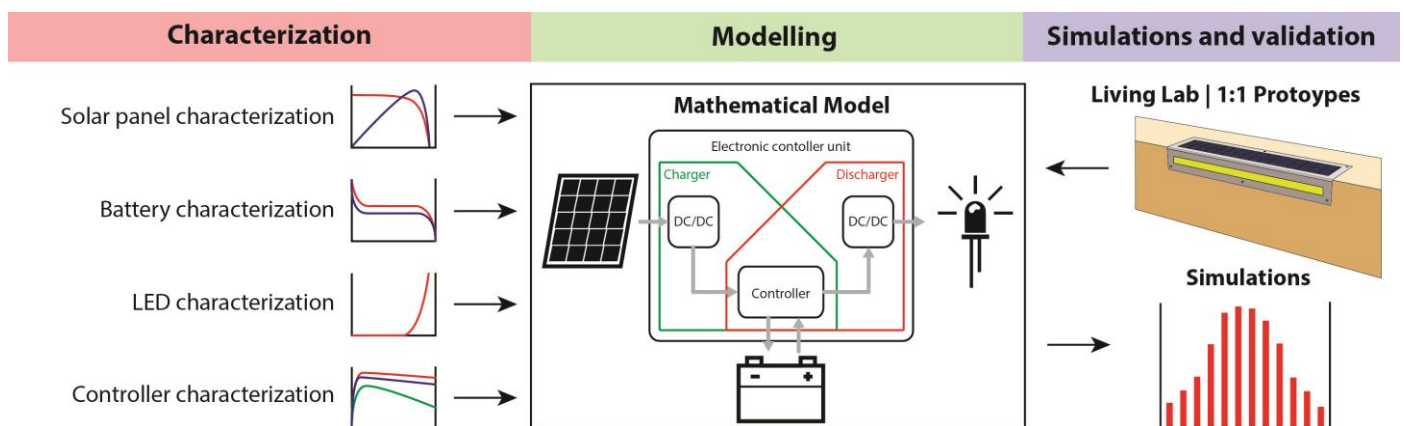 Characterization
Modelling
Simulations and validation
Solar panel characterization
Battery characterization
LED characterization
Controller characterization
Mathematical Model
Electronic contoller unit
Charger
Discharger
DC/DC
DC/DC
Controller
- +
Living Lab | 1:1 Protoypes
Simulations